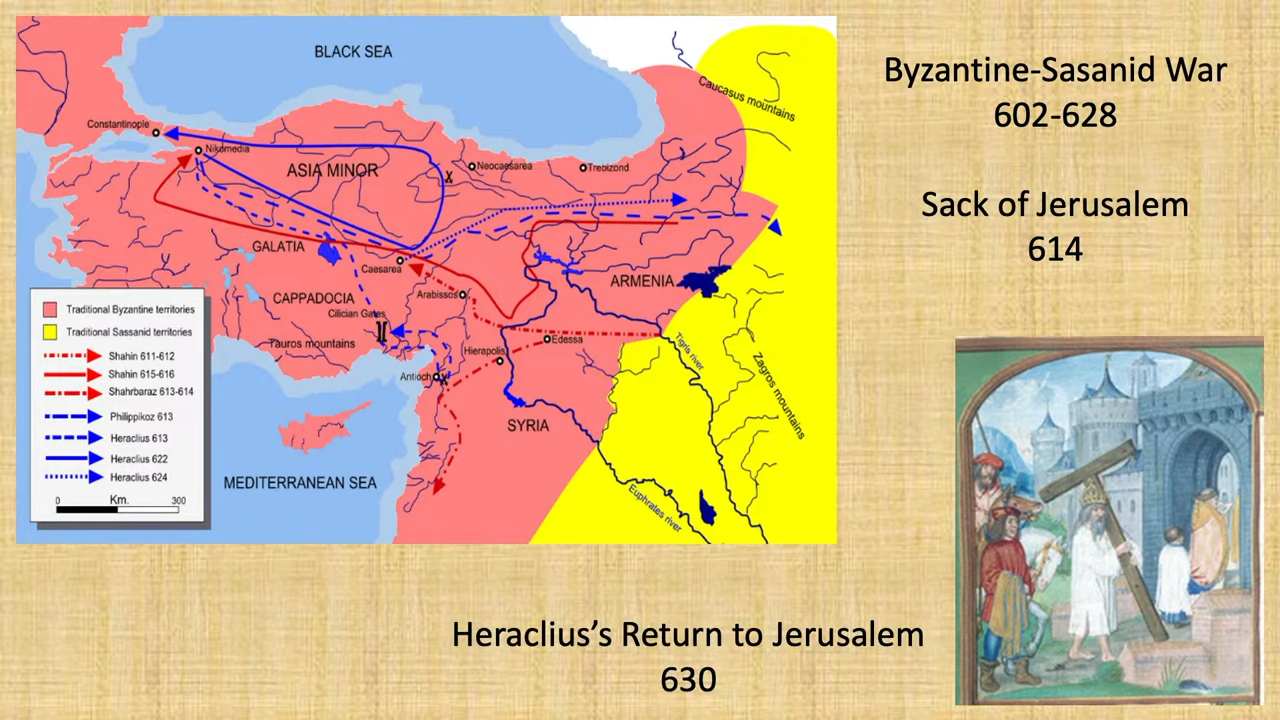 BLACK SEA
Caucasus mountains
Constantinople
Nikomedia
ASIA MINOR
Neocaesarea
Trebizond
GALATIA
Caesarea
ARMENIA
CAPPADOCIA
Arabissos
Cilician Gates
Tauros mountains
Hierapolis
Edessa
Tigris river
Zagros mountains
Antioch
SYRIA
MEDITERRANEAN SEA
Euphrates river
Traditional Byzantine territories
Traditional Sassanid territories
Shahin 611-612
Shahin 615-616
Shahrbaraz 613-614
Philippikoz 613
Heraclius 613
Heraclius 622
Heraclius 624
0 Km. 300
Byzantine-Sasanid War
602-628
Sack of Jerusalem
614
Heraclius’s Return to Jerusalem
630